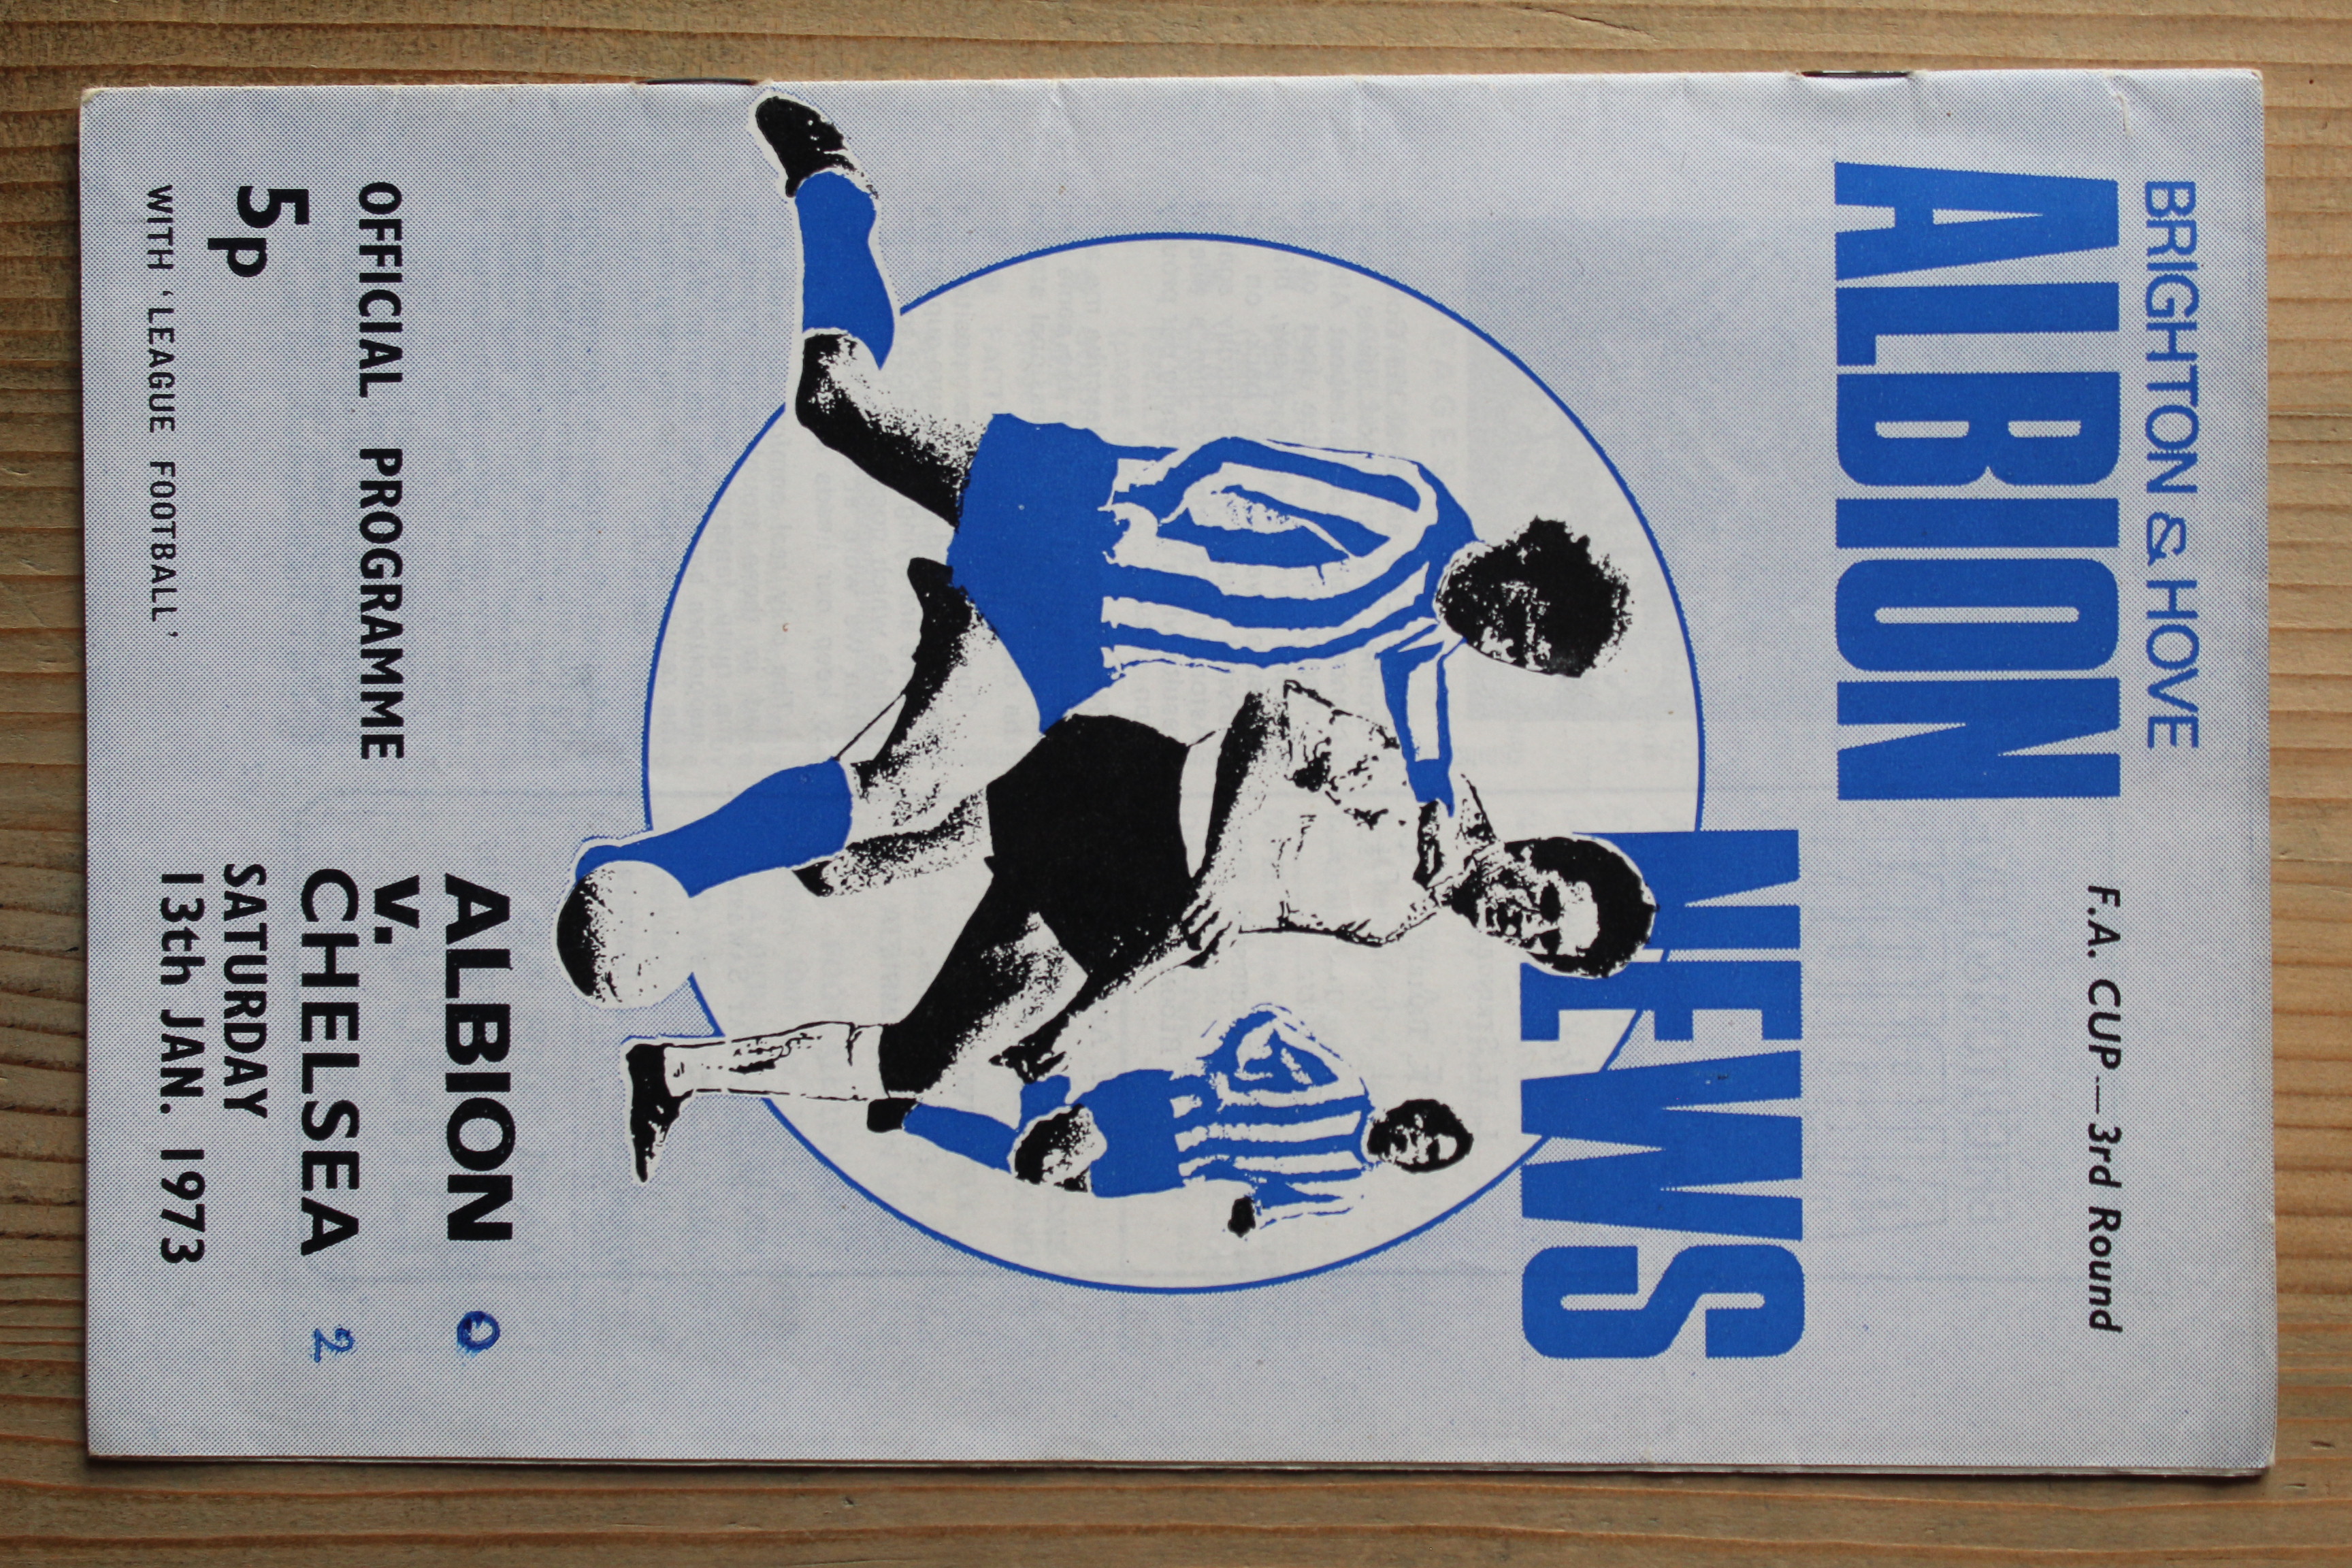 BRIGHTON & HOVE
ALBION
F.A. CUP—3rd Round
NEWS
OFFICIAL PROGRAMME
5p
WITH 'LEAGUE FOOTBALL'
ALBION 0
v.
CHELSEA 2
SATURDAY
13th JAN. 1973